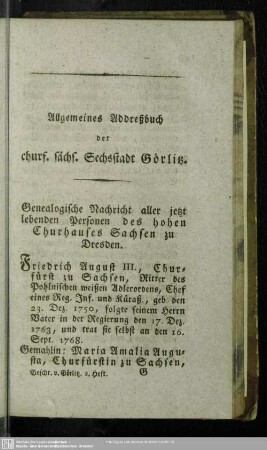 Allgemeines Addreßbuch
der
churf. sächs. Sechsstadt Görlitz.
Genealogische Nachricht aller jetzt
lebenden Personen des hohen
Churhauses Sachsen zu
Dresden.
Friedrich August III., Chur-
fürst zu Sachsen, Ritter des
Pohlnischen weißen Adlerordens, Chef
eines Reg. Inf. und Küraß., geb. den
23. Dez. 1750, folgte seinem Herrn
Vater in der Regierung den 17. Dez.
1763, und trat sie selbst an den 16.
Sept. 1768.
Gemahlin: Maria Amalia Augu-
sta, Churfürstin zu Sachsen,
Gescht. v. Görlitz. 2. Heft. G